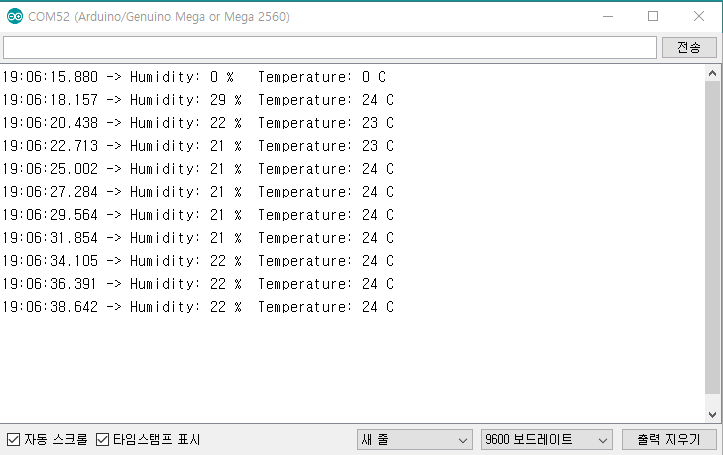 COM52 (Arduino/Genuino Mega or Mega 2560)
전송
19:06:15.880 -> Humidity: 0 %  Temperature: 0 C
19:06:18.157 -> Humidity: 29 %  Temperature: 24 C
19:06:20.438 -> Humidity: 22 %  Temperature: 23 C
19:06:22.713 -> Humidity: 21 %  Temperature: 23 C
19:06:25.002 -> Humidity: 21 %  Temperature: 24 C
19:06:27.284 -> Humidity: 21 %  Temperature: 24 C
19:06:29.564 -> Humidity: 21 %  Temperature: 24 C
19:06:31.854 -> Humidity: 21 %  Temperature: 24 C
19:06:34.105 -> Humidity: 22 %  Temperature: 24 C
19:06:36.391 -> Humidity: 22 %  Temperature: 24 C
19:06:38.642 -> Humidity: 22 %  Temperature: 24 C
자동 스크롤 타임스탬프 표시 새 줄 9600 보드레이트 출력 지우기